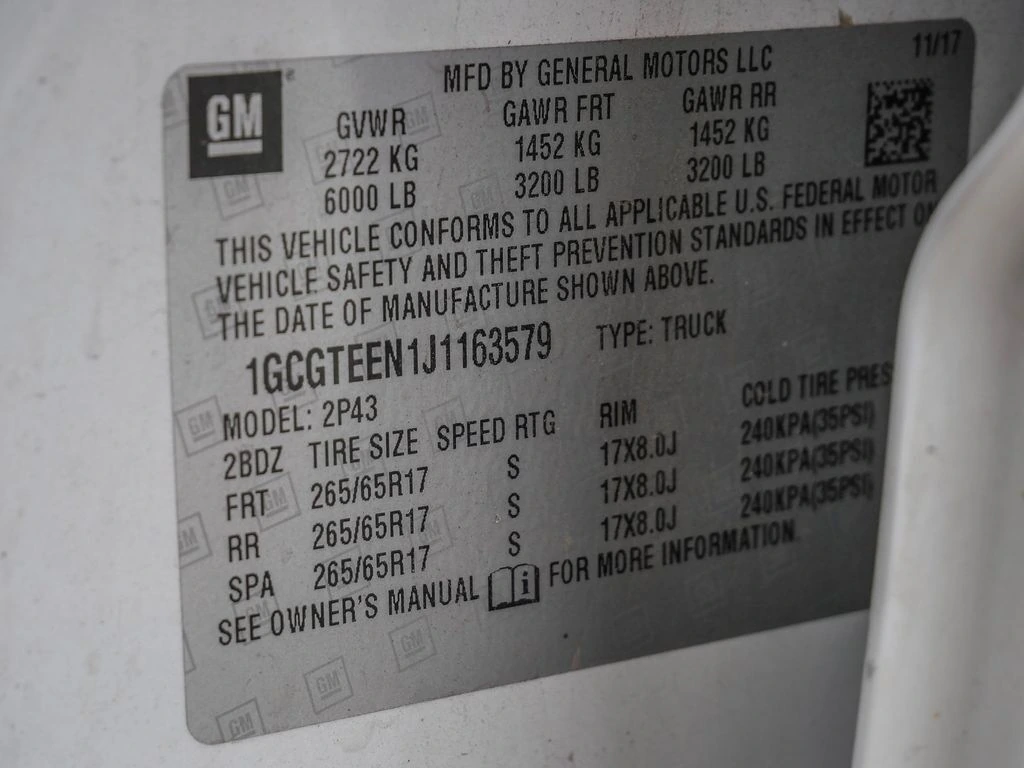 GM
MFD BY GENERAL MOTORS LLC 11/17
GVWR GAWR FRT GAWR RR
2722 KG 1452 KG 1452 KG
6000 LB 3200 LB 3200 LB
THIS VEHICLE CONFORMS TO ALL APPLICABLE U.S. FEDERAL MOTOR
VEHICLE SAFETY AND THEFT PREVENTION STANDARDS IN EFFECT
THE DATE OF MANUFACTURE SHOWN ABOVE.
1GCGTEEN1J1163579 TYPE: TRUCK
MODEL: 2P43
2BDZ TIRE SIZE SPEED RTG RIM COLD TIRE PRES
FRT 265/65R17 S 17X8.0J 240KPA(35PSI)
RR 265/65R17 S 17X8.0J 240KPA(35PSI)
SPA 265/65R17 S 17X8.0J 240KPA(35PSI)
SEE OWNER'S MANUAL i FOR MORE INFORMATION.